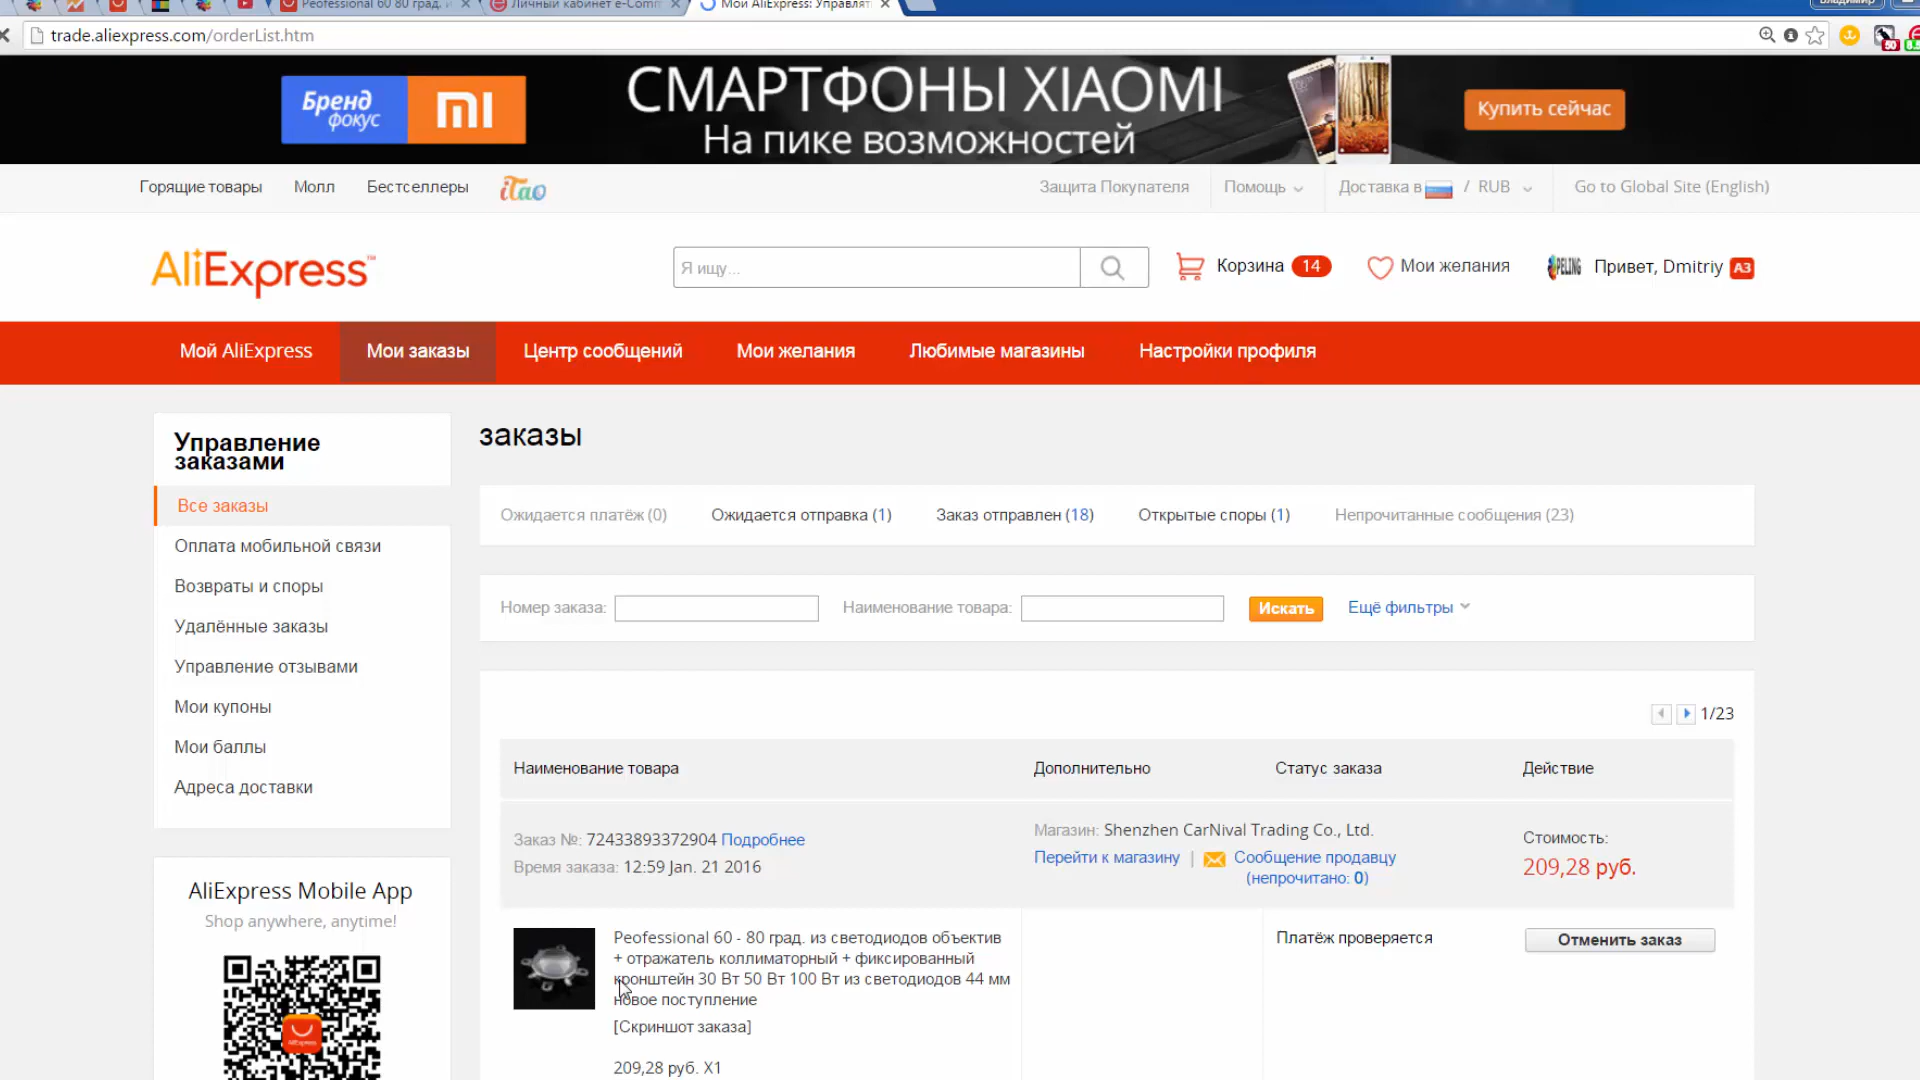 Peofessional 60 80 град. и
Личный кабинет e-Comm
Мой AliExpress: Управлят
Владимир
trade.aliexpress.com/orderList.htm
50
Бренд фокус
СМАРТФОНЫ XIAOMI
На пике возможностей
Купить сейчас
Горящие товары
Молл
Бестселлеры
iTao
Защита Покупателя
Помощь
Доставка в / RUB
Go to Global Site (English)
AliExpress™
Я ищу...
Корзина 14
Мои желания
PELING
Привет, Dmitriy A3
Мой AliExpress
Мои заказы
Центр сообщений
Мои желания
Любимые магазины
Настройки профиля
Управление
заказами
Все заказы
Оплата мобильной связи
Возвраты и споры
Удалённые заказы
Управление отзывами
Мои купоны
Мои баллы
Адреса доставки
AliExpress Mobile App
Shop anywhere, anytime!
AliExpress
заказы
Ожидается платёж (0)
Ожидается отправка (1)
Заказ отправлен (18)
Открытые споры (1)
Непрочитанные сообщения (23)
Номер заказа:
Наименование товара:
Искать
Ещё фильтры
1/23
Наименование товара
Дополнительно
Статус заказа
Действие
Заказ №: 72433893372904 Подробнее
Время заказа: 12:59 Jan. 21 2016
Магазин: Shenzhen CarNival Trading Co., Ltd.
Перейти к магазину | Сообщение продавцу
(непрочитано: 0)
Стоимость:
209,28 руб.
Peofessional 60 - 80 град. из светодиодов объектив
+ отражатель коллиматорный + фиксированный
кронштейн 30 Вт 50 Вт 100 Вт из светодиодов 44 мм
новое поступление
[Скриншот заказа]
209,28 руб. X1
Платёж проверяется
Отменить заказ